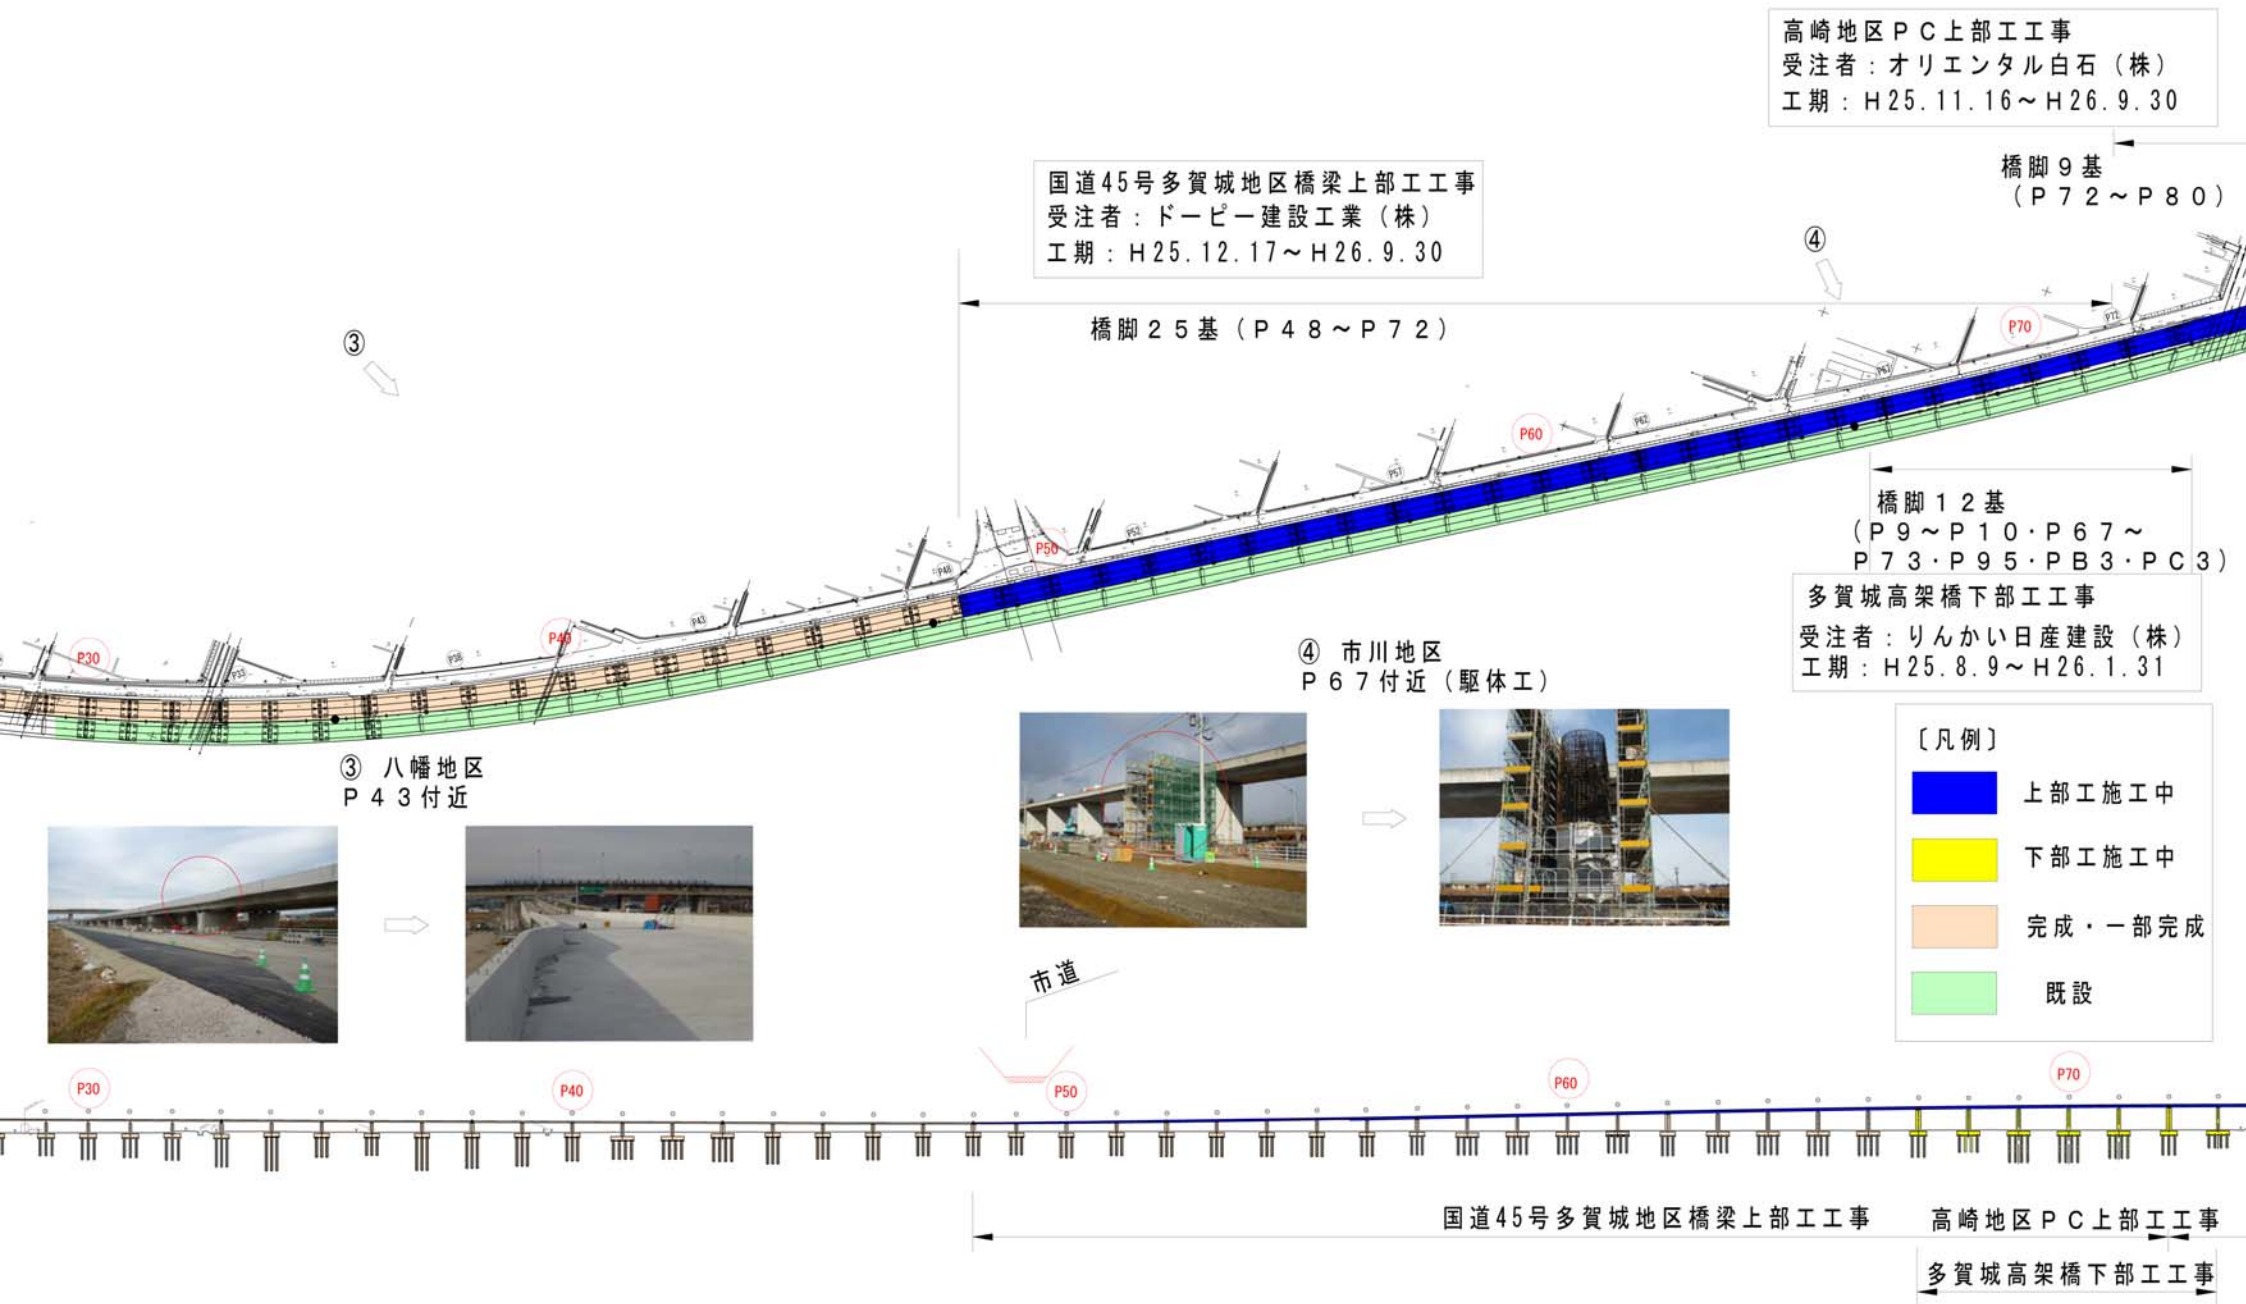 高崎地区ＰＣ上部工工事
受注者：オリエンタル白石（株）
工期：Ｈ25.11.16～Ｈ26.9.30
橋脚９基
（Ｐ７２～Ｐ８０）
国道45号多賀城地区橋梁上部工工事
受注者：ドーピー建設工業（株）
工期：Ｈ25.12.17～Ｈ26.9.30
橋脚２５基（Ｐ４８～Ｐ７２）
④
③
P70
P72
P67
P60
P62
P57
P50
P52
P48
P40
P43
P38
P30
P33
橋脚１２基
（Ｐ９～Ｐ１０・Ｐ６７～
Ｐ７３・Ｐ９５・ＰＢ３・ＰＣ３）
多賀城高架橋下部工工事
受注者：りんかい日産建設（株）
工期：Ｈ25.8.9～Ｈ26.1.31
④ 市川地区
Ｐ６７付近（駆体工）
③ 八幡地区
Ｐ４３付近
〔凡例〕
上部工施工中
下部工施工中
完成・一部完成
既設
市道
P30
P40
P50
P60
P70
国道45号多賀城地区橋梁上部工工事
高崎地区ＰＣ上部工工事
多賀城高架橋下部工工事